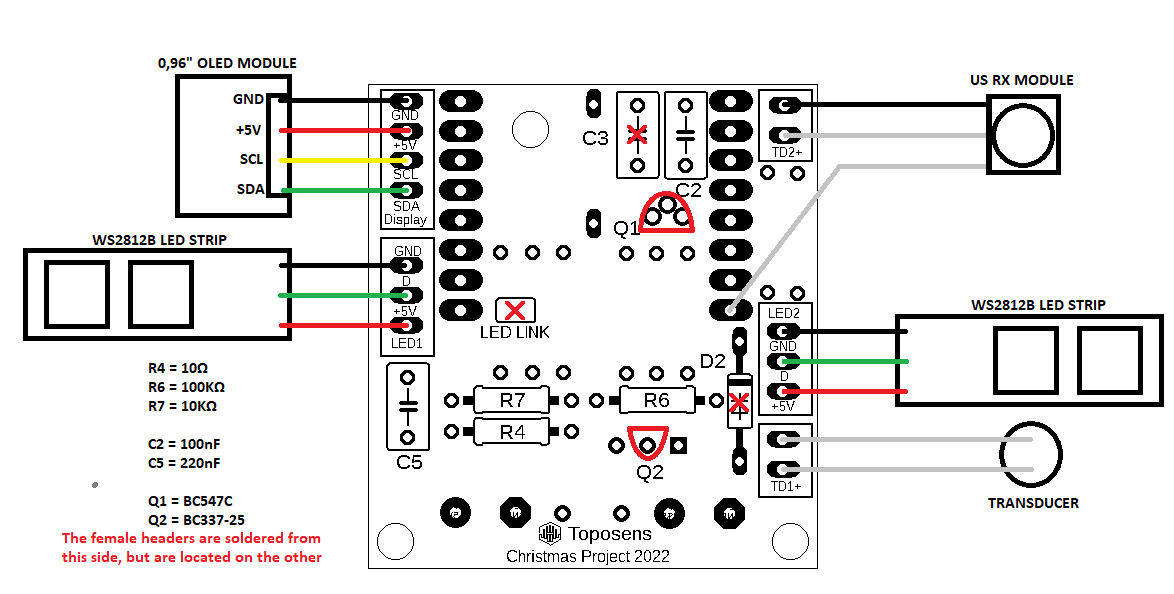 0,96" OLED MODULE
GND
+5V
SCL
SDA
GND
+5V
SCL
SDA
Display
WS2812B LED STRIP
GND
D
+5V
LED1
LED LINK
C3
C2
Q1
TD2+
US RX MODULE
WS2812B LED STRIP
LED2
GND
D
+5V
D2
R7
R6
R4
C5
Q2
TD1+
TRANSDUCER
R4 = 10Ω
R6 = 100KΩ
R7 = 10KΩ
C2 = 100nF
C5 = 220nF
Q1 = BC547C
Q2 = BC337-25
The female headers are soldered from
this side, but are located on the other
Toposens
Christmas Project 2022